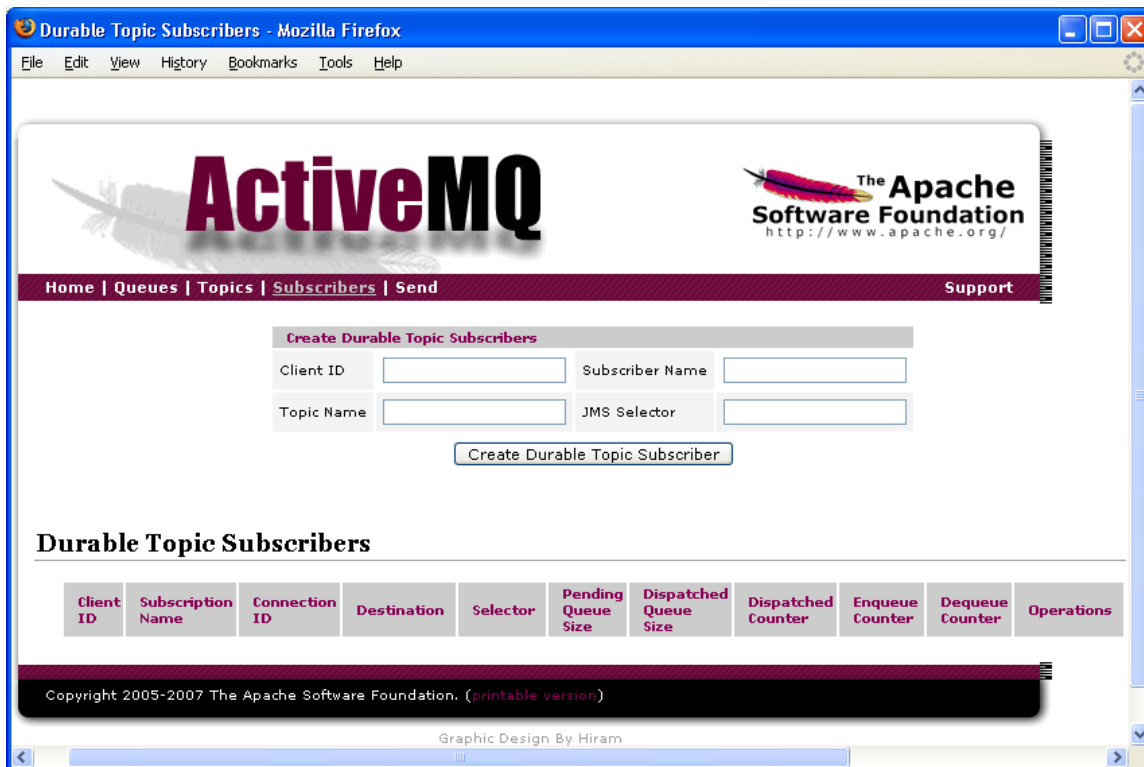 Durable Topic Subscribers - Mozilla Firefox
File Edit View History Bookmarks Tools Help
ActiveMQ
The Apache
Software Foundation
http://www.apache.org/
Home | Queues | Topics | Subscribers | Send
Support
Create Durable Topic Subscribers
Client ID
Subscriber Name
Topic Name
JMS Selector
Create Durable Topic Subscriber
Durable Topic Subscribers
Client ID
Subscription Name
Connection ID
Destination
Selector
Pending Queue Size
Dispatched Queue Size
Dispatched Counter
Enqueue Counter
Dequeue Counter
Operations
Copyright 2005-2007 The Apache Software Foundation. (printable version)
Graphic Design By Hiram